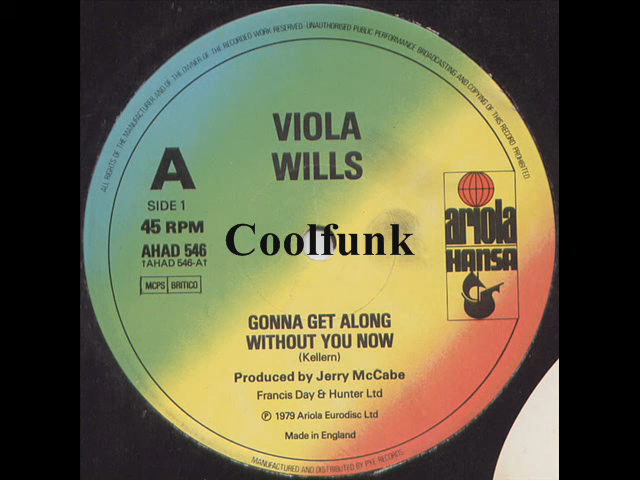 ALL RIGHTS OF THE MANUFACTURER AND OF THE OWNER OF THE RECORDED WORK RESERVED · UNAUTHORISED PUBLIC PERFORMANCE BROADCASTING AND COPYING OF THIS RECORD PROHIBITED
VIOLA
WILLS
A
SIDE 1
45 RPM
AHAD 546
†AHAD 546-A†
MCPS BRITICO
ariola
HANSA
Coolfunk
GONNA GET ALONG
WITHOUT YOU NOW
(Kellern)
Produced by Jerry McCabe
Francis Day & Hunter Ltd
℗ 1979 Ariola Eurodisc Ltd
Made in England
MANUFACTURED AND DISTRIBUTED BY PYE RECORDS